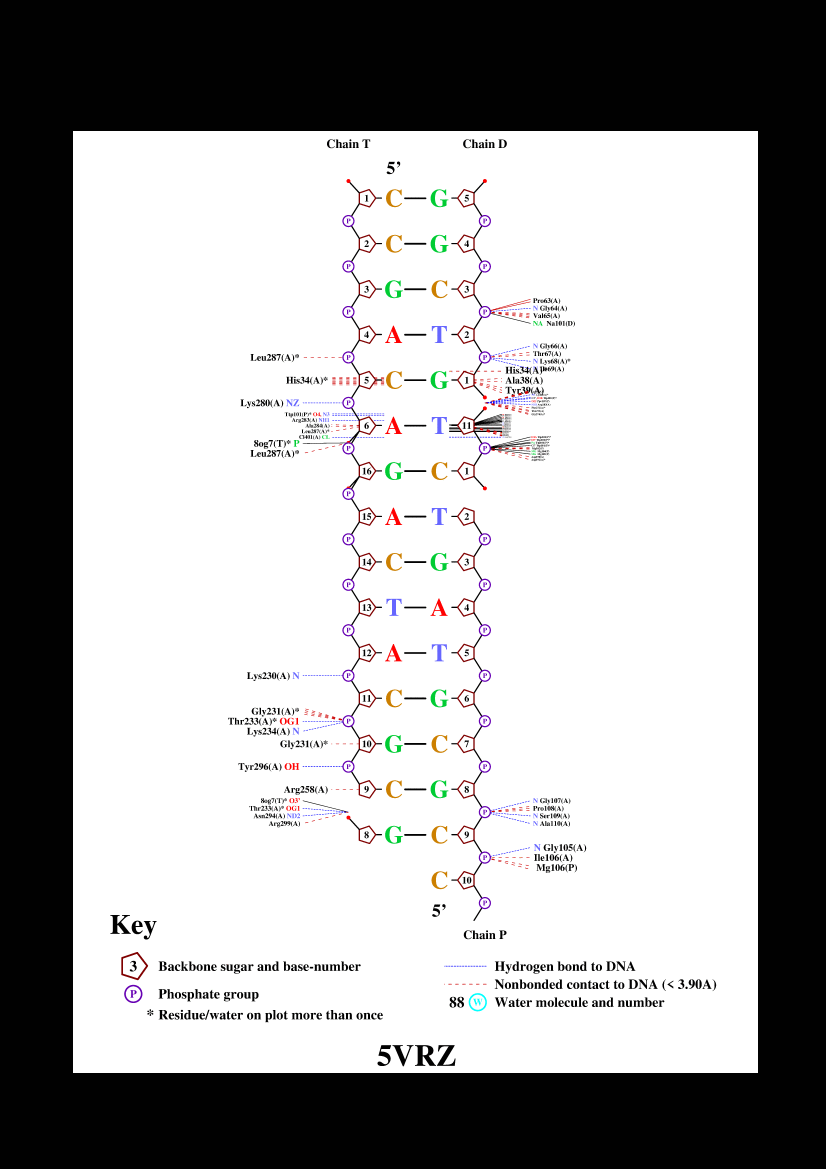 Chain T Chain D
5'
1 C G 5
P P
2 C G 4
P P
3 G C 3
Pro63(A)
N Gly64(A)
P P
Val65(A)
NA Na101(D)
4 A T 2
N Gly66(A)
Thr67(A)
Leu287(A)* P P
N Lys68(A)*
His34(A)*
His34(A)* 5 C G 1 Ala38(A)
Tyr39(A)
Lys280(A) NZ P
Arg283(A) NH1
Ala284(A)
6 A T 11
Leu287(A)*
Cl401(A) CL
8og7(T)* P P P
Leu287(A)*
16 G C 1
P
15 A T 2
P P
14 C G 3
P P
13 T A 4
P P
12 A T 5
Lys230(A) N P P
11 C G 6
Gly231(A)*
Thr233(A)* OG1 P P
Lys234(A) N
Gly231(A)* 10 G C 7
Tyr296(A) OH P P
Arg258(A) 9 C G 8
8og7(T)* O3' N Gly107(A)
Thr233(A)* OG1 P Pro108(A)
Asn294(A) ND2 N Ser109(A)
Arg299(A) N Ala110(A)
8 G C 9
N Gly105(A)
P Ile106(A)
Mg106(P)
C 10
P
5'
Chain P
Key
3 Backbone sugar and base-number
P Phosphate group
* Residue/water on plot more than once
Hydrogen bond to DNA
Nonbonded contact to DNA (< 3.90A)
88 W Water molecule and number
5VRZ